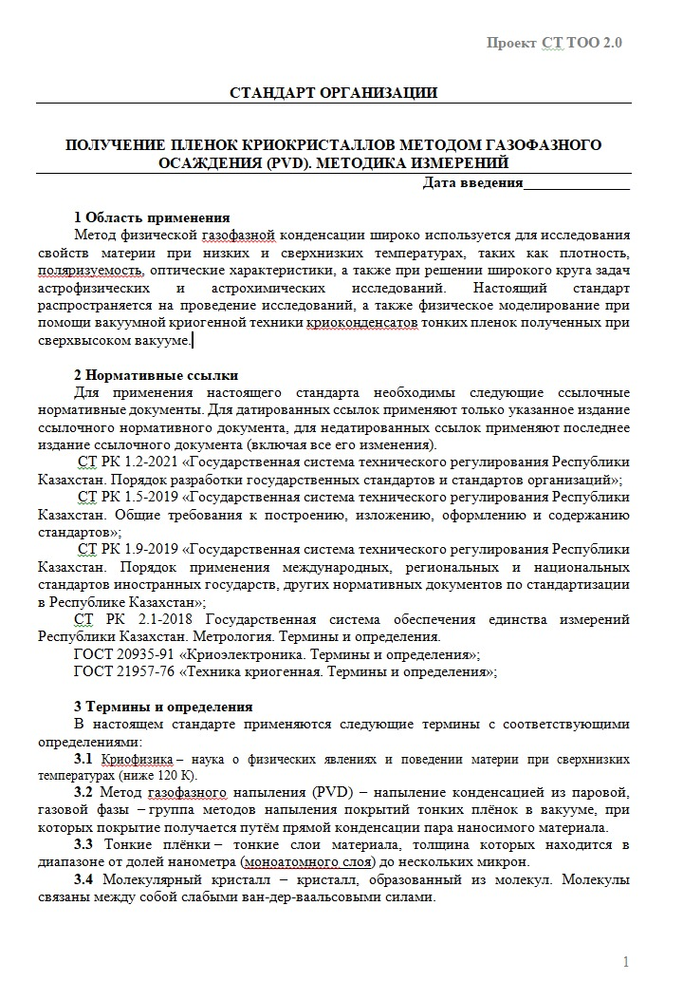 Проект СТ ТОО 2.0
СТАНДАРТ ОРГАНИЗАЦИИ
ПОЛУЧЕНИЕ ПЛЕНОК КРИОКРИСТАЛЛОВ МЕТОДОМ ГАЗОФАЗНОГО
ОСАЖДЕНИЯ (PVD). МЕТОДИКА ИЗМЕРЕНИЙ
Дата введения______________
1 Область применения
Метод физической газофазной конденсации широко используется для исследования
свойств материи при низких и сверхнизких температурах, таких как плотность,
поляризуемость, оптические характеристики, а также при решении широкого круга задач
астрофизических и астрохимических исследований. Настоящий стандарт
распространяется на проведение исследований, а также физическое моделирование при
помощи вакуумной криогенной техники криоконденсатов тонких пленок полученных при
сверхвысоком вакууме.
2 Нормативные ссылки
Для применения настоящего стандарта необходимы следующие ссылочные
нормативные документы. Для датированных ссылок применяют только указанное издание
ссылочного нормативного документа, для недатированных ссылок применяют последнее
издание ссылочного документа (включая все его изменения).
СТ РК 1.2-2021 «Государственная система технического регулирования Республики
Казахстан. Порядок разработки государственных стандартов и стандартов организаций»;
СТ РК 1.5-2019 «Государственная система технического регулирования Республики
Казахстан. Общие требования к построению, изложению, оформлению и содержанию
стандартов»;
СТ РК 1.9-2019 «Государственная система технического регулирования Республики
Казахстан. Порядок применения международных, региональных и национальных
стандартов иностранных государств, других нормативных документов по стандартизации
в Республике Казахстан»;
СТ РК 2.1-2018 Государственная система обеспечения единства измерений
Республики Казахстан. Метрология. Термины и определения.
ГОСТ 20935-91 «Криоэлектроника. Термины и определения»;
ГОСТ 21957-76 «Техника криогенная. Термины и определения»;
3 Термины и определения
В настоящем стандарте применяются следующие термины с соответствующими
определениями:
3.1 Криофизика – наука о физических явлениях и поведении материи при сверхнизких
температурах (ниже 120 К).
3.2 Метод газофазного напыления (PVD) – напыление конденсацией из паровой,
газовой фазы – группа методов напыления покрытий тонких плёнок в вакууме, при
которых покрытие получается путём прямой конденсации пара наносимого материала.
3.3 Тонкие плёнки – тонкие слои материала, толщина которых находится в
диапазоне от долей нанометра (моноатомного слоя) до нескольких микрон.
3.4 Молекулярный кристалл – кристалл, образованный из молекул. Молекулы
связаны между собой слабыми ван-дер-ваальсовыми силами.
1